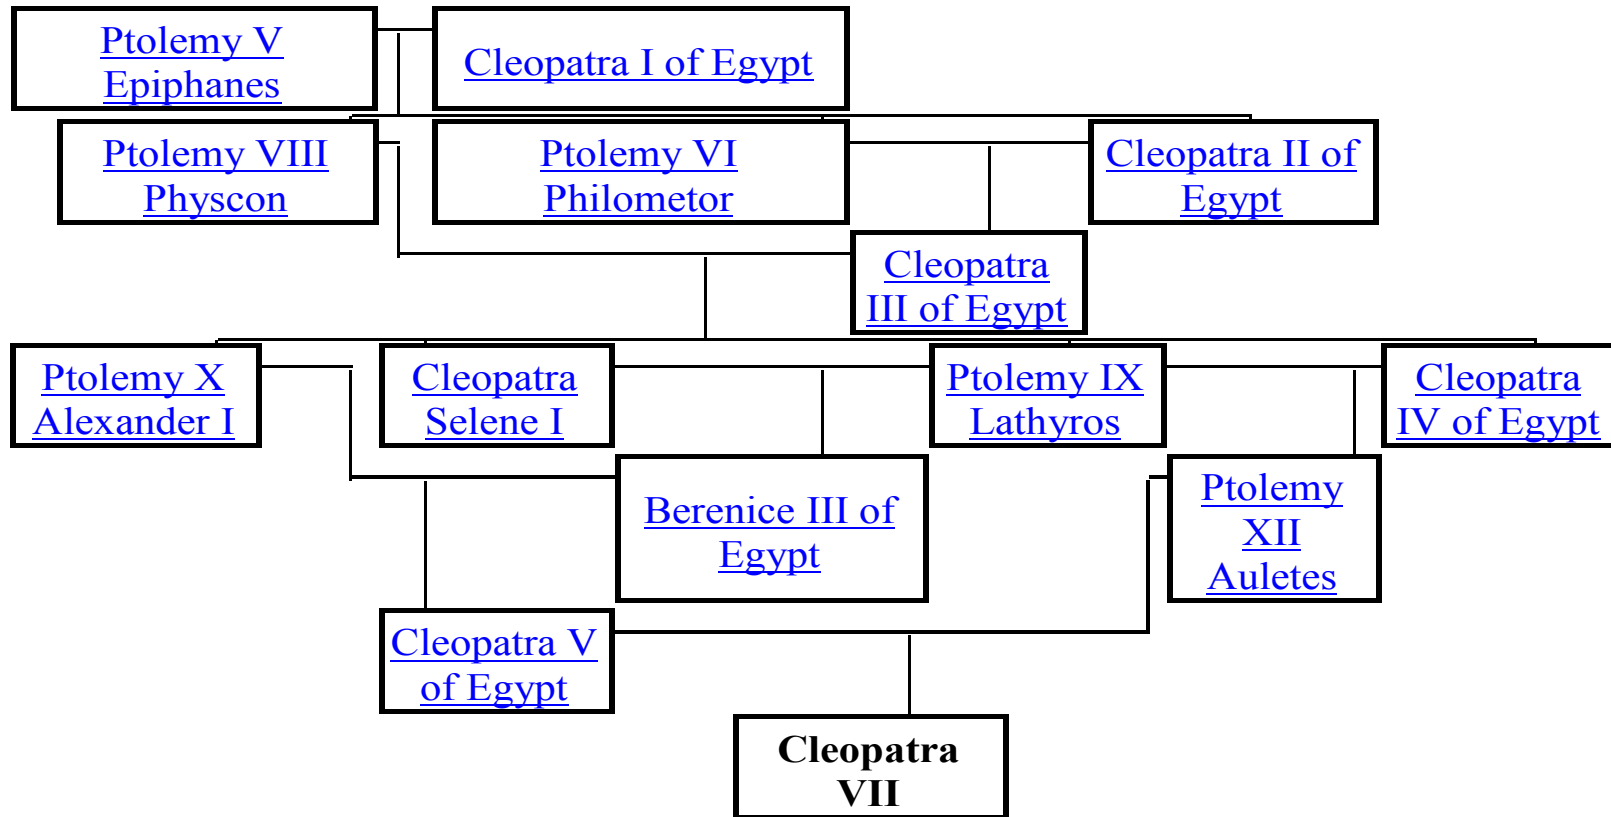 Ptolemy V
Epiphanes
Cleopatra I of Egypt
Ptolemy VIII
Physcon
Ptolemy VI
Philometor
Cleopatra II of
Egypt
Cleopatra
III of Egypt
Ptolemy X
Alexander I
Cleopatra
Selene I
Ptolemy IX
Lathyros
Cleopatra
IV of Egypt
Berenice III of
Egypt
Ptolemy
XII
Auletes
Cleopatra V
of Egypt
Cleopatra
VII